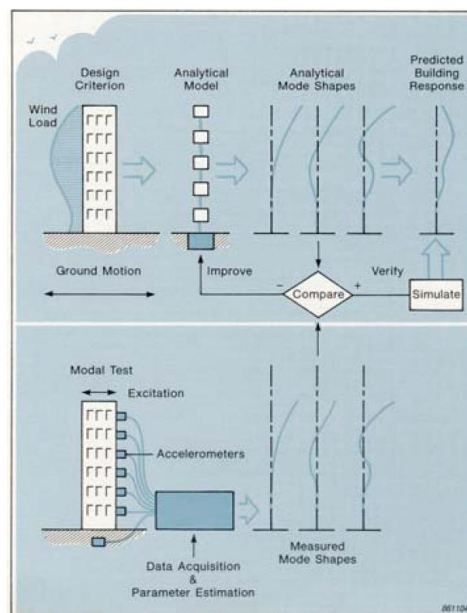 Design
Criterion
Analytical
Model
Analytical
Mode Shapes
Predicted
Building
Response
Wind
Load
Ground Motion
Improve
−
Compare
+
Verify
Simulate
Modal Test
Excitation
Accelerometers
Data Acquisition
&
Parameter Estimation
Measured
Mode Shapes